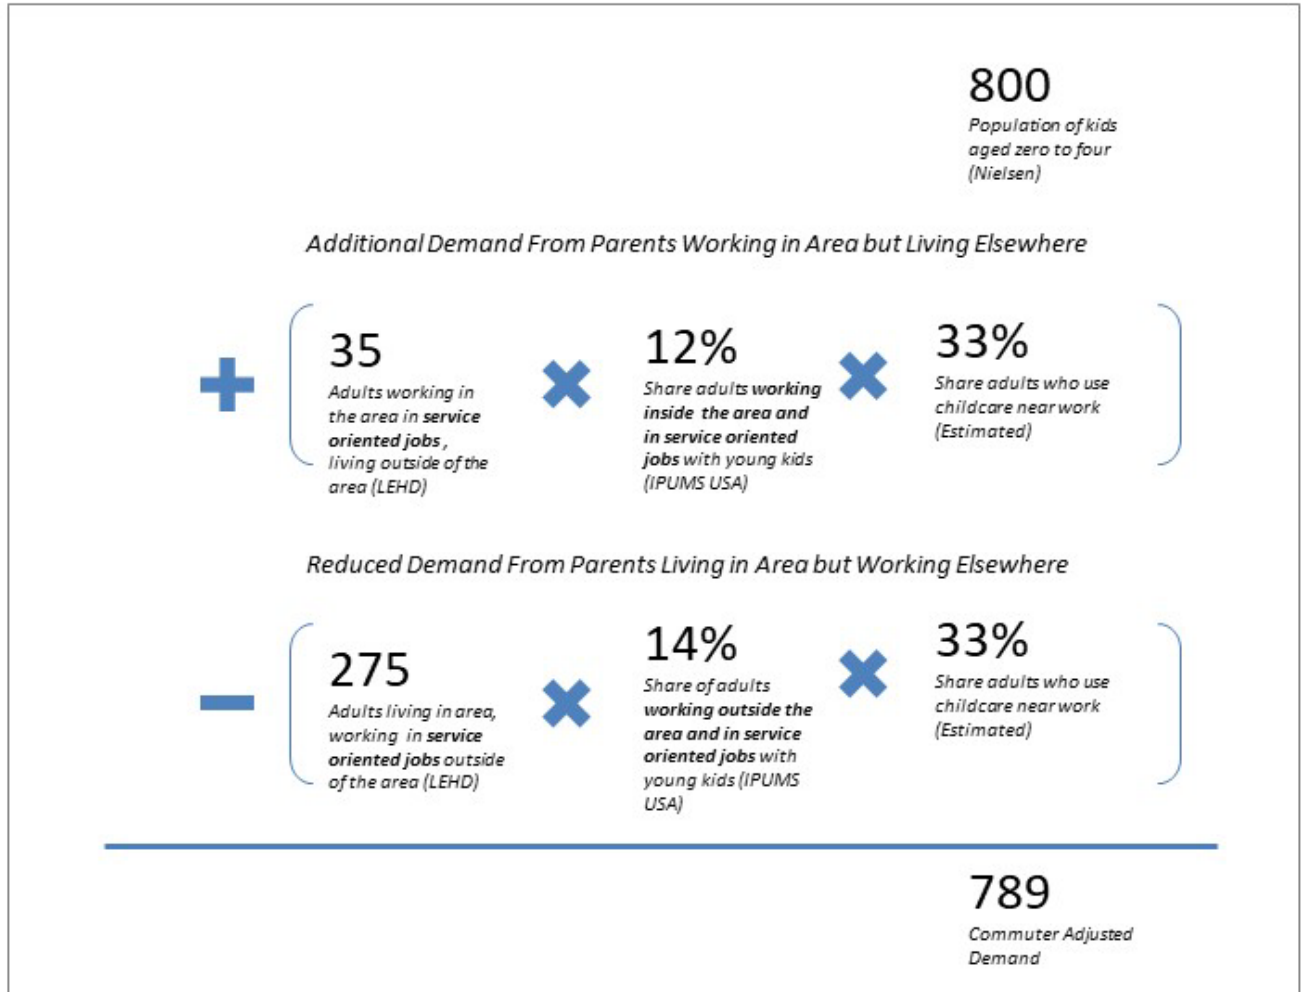 800
Population of kids
aged zero to four
(Nielsen)
Additional Demand From Parents Working in Area but Living Elsewhere
35
Adults working in
the area in service
oriented jobs ,
living outside of the
area (LEHD)
12%
Share adults working
inside the area and
in service oriented
jobs with young kids
(IPUMS USA)
33%
Share adults who use
childcare near work
(Estimated)
Reduced Demand From Parents Living in Area but Working Elsewhere
275
Adults living in area,
working in service
oriented jobs outside
of the area (LEHD)
14%
Share of adults
working outside the
area and in service
oriented jobs with
young kids (IPUMS
USA)
33%
Share adults who use
childcare near work
(Estimated)
789
Commuter Adjusted
Demand